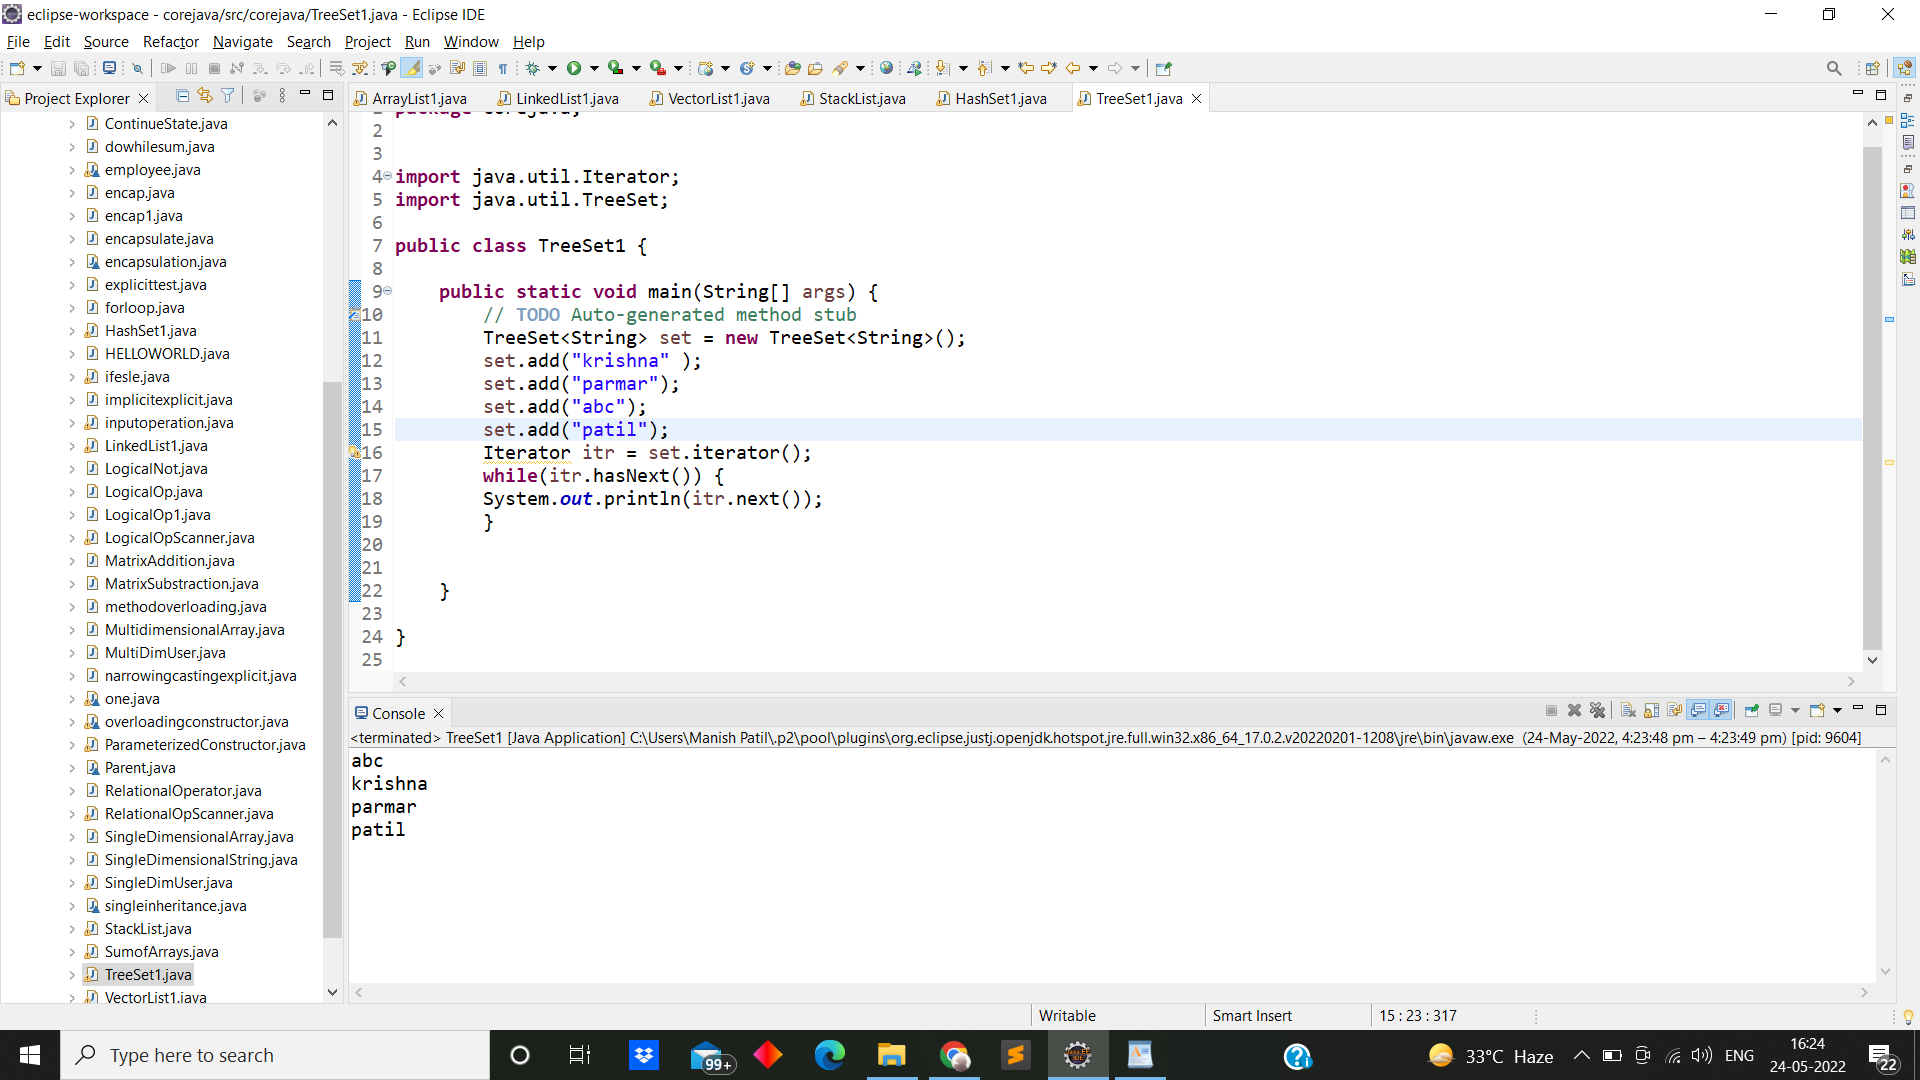 eclipse-workspace - corejava/src/corejava/TreeSet1.java - Eclipse IDE
File Edit Source Refactor Navigate Search Project Run Window Help
Project Explorer
ContinueState.java
dowhilesum.java
employee.java
encap.java
encap1.java
encapsulate.java
encapsulation.java
explicittest.java
forloop.java
HashSet1.java
HELLOWORLD.java
ifesle.java
implicitexplicit.java
inputoperation.java
LinkedList1.java
LogicalNot.java
LogicalOp.java
LogicalOp1.java
LogicalOpScanner.java
MatrixAddition.java
MatrixSubstraction.java
methodoverloading.java
MultidimensionalArray.java
MultiDimUser.java
narrowingcastingexplicit.java
one.java
overloadingconstructor.java
ParameterizedConstructor.java
Parent.java
RelationalOperator.java
RelationalOpScanner.java
SingleDimensionalArray.java
SingleDimensionalString.java
SingleDimUser.java
singleinheritance.java
StackList.java
SumofArrays.java
TreeSet1.java
VectorList1.java
ArrayList1.java LinkedList1.java VectorList1.java StackList.java HashSet1.java TreeSet1.java
1 package corejava;
2
3
4 import java.util.Iterator;
5 import java.util.TreeSet;
6
7 public class TreeSet1 {
8
9 public static void main(String[] args) {
10 // TODO Auto-generated method stub
11 TreeSet<String> set = new TreeSet<String>();
12 set.add("krishna" );
13 set.add("parmar");
14 set.add("abc");
15 set.add("patil");
16 Iterator itr = set.iterator();
17 while(itr.hasNext()) {
18 System.out.println(itr.next());
19 }
20
21
22 }
23
24 }
25
Console
<terminated> TreeSet1 [Java Application] C:\Users\Manish Patil\.p2\pool\plugins\org.eclipse.justj.openjdk.hotspot.jre.full.win32.x86_64_17.0.2.v20220201-1208\jre\bin\javaw.exe (24-May-2022, 4:23:48 pm – 4:23:49 pm) [pid: 9604]
abc
krishna
parmar
patil
Writable Smart Insert 15 : 23 : 317
Type here to search
99+
33°C Haze
ENG
16:24
24-05-2022
22